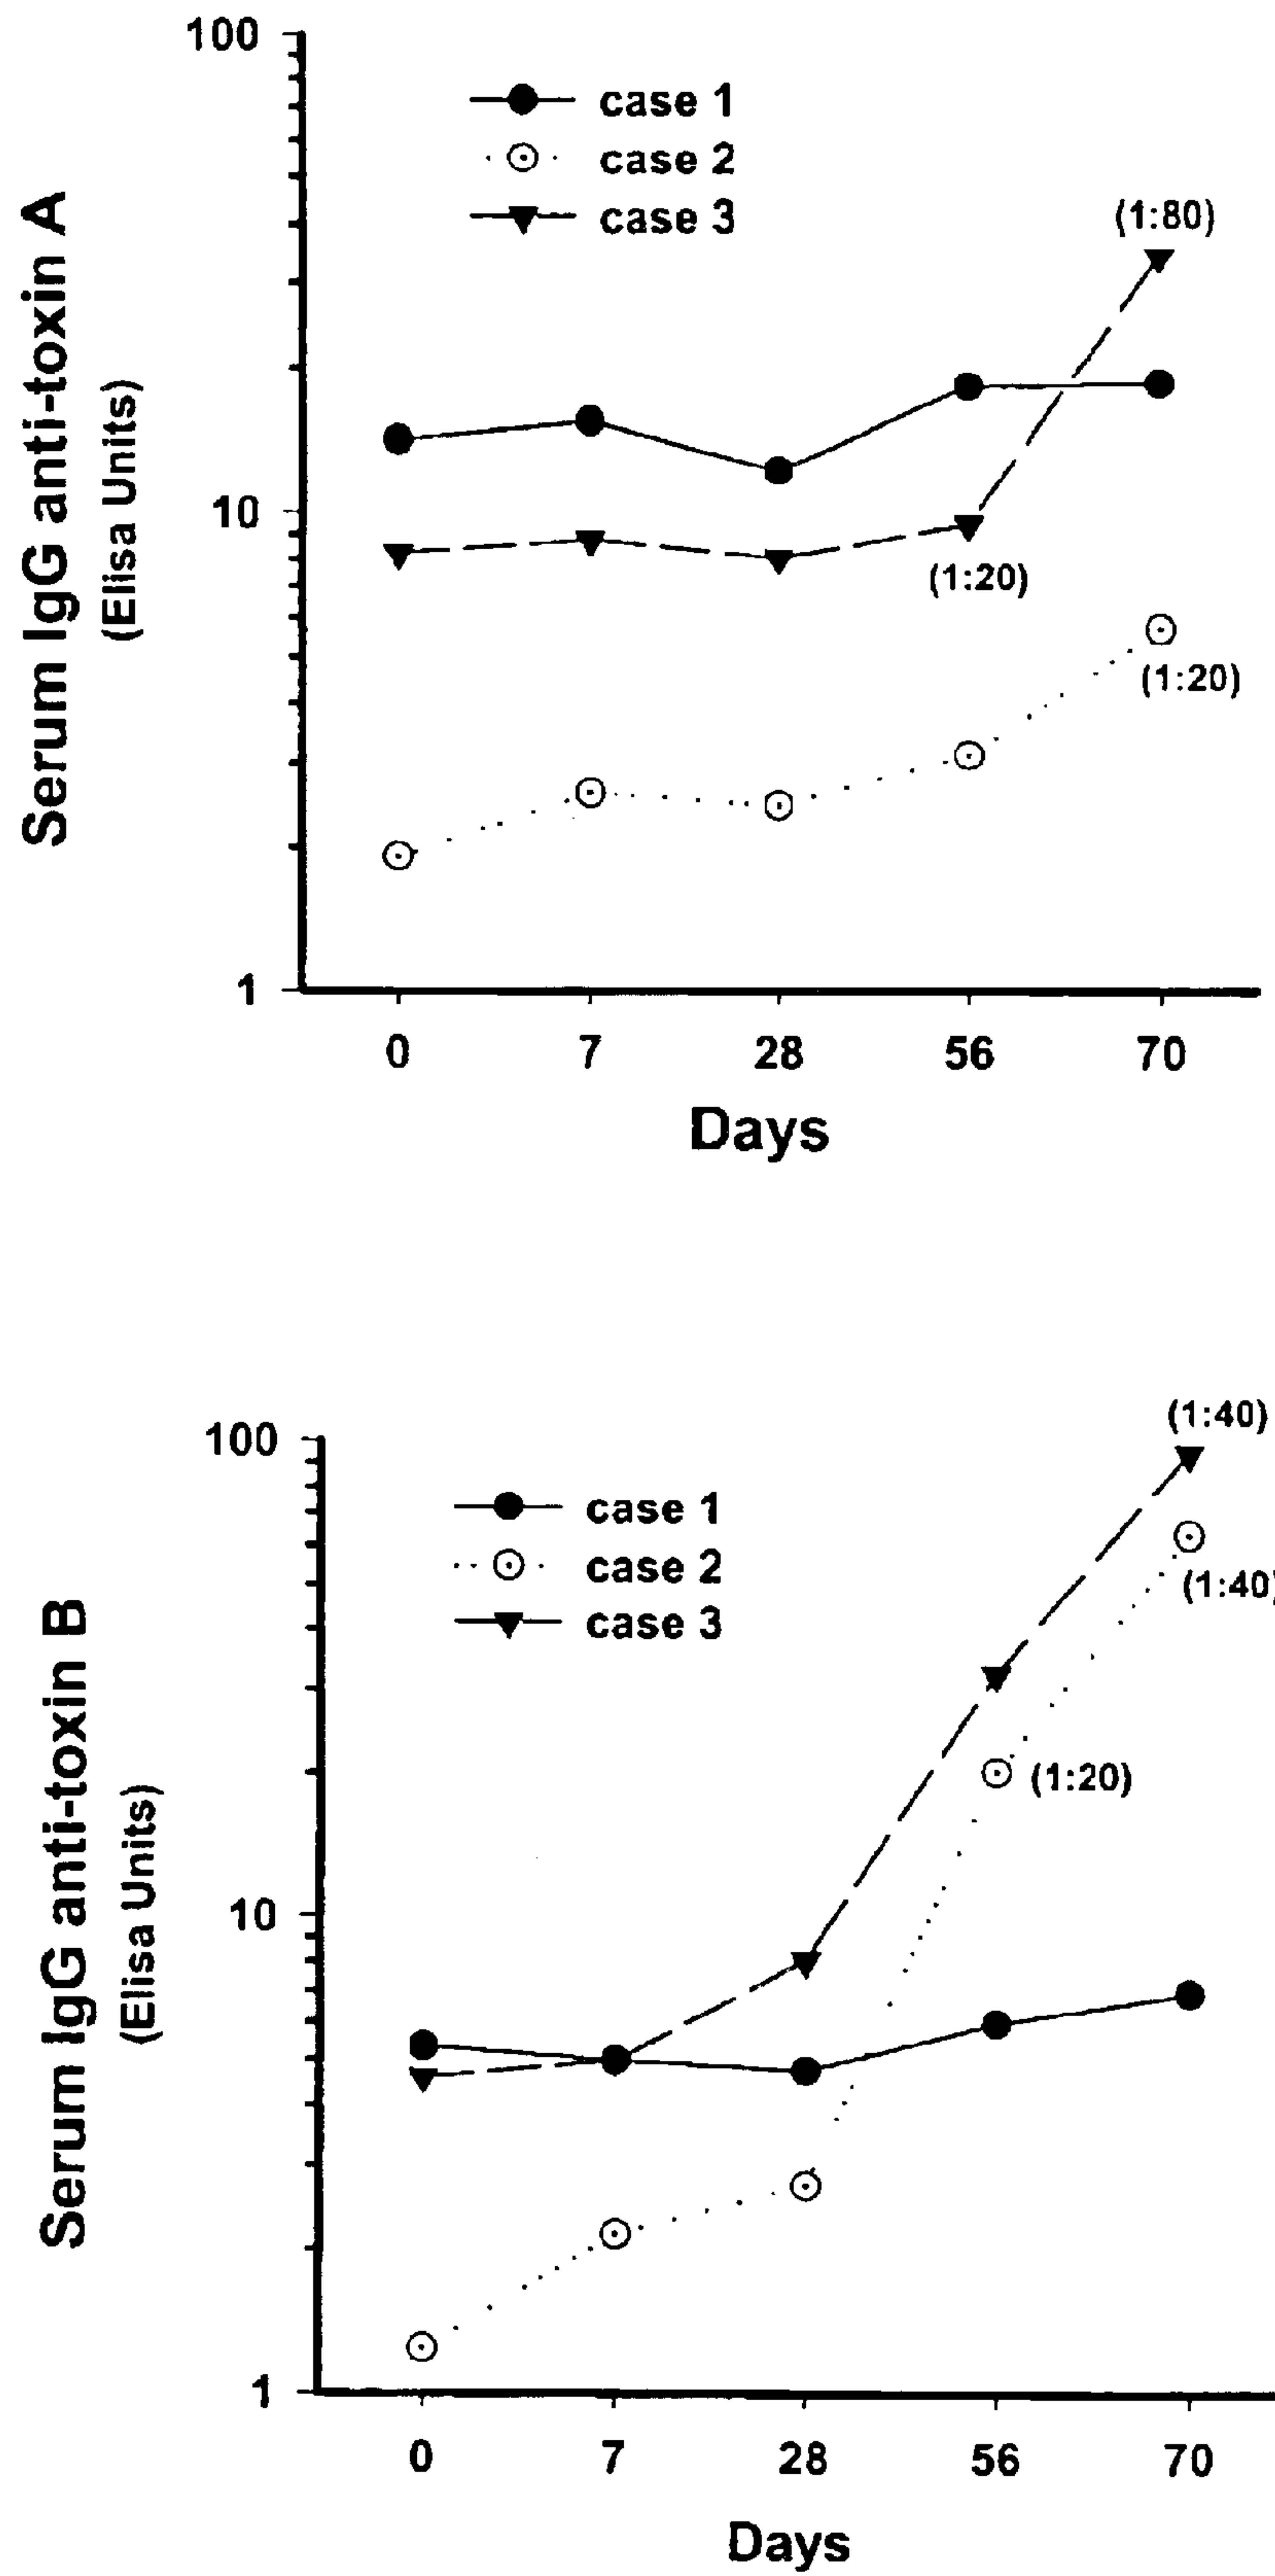 Serum IgG anti-toxin A
(Elisa Units)
100
10
1
case 1
case 2
case 3
(1:80)
(1:20)
(1:20)
0 7 28 56 70
Days
Serum IgG anti-toxin B
(Elisa Units)
100
10
1
case 1
case 2
case 3
(1:40)
(1:40)
(1:20)
0 7 28 56 70
Days